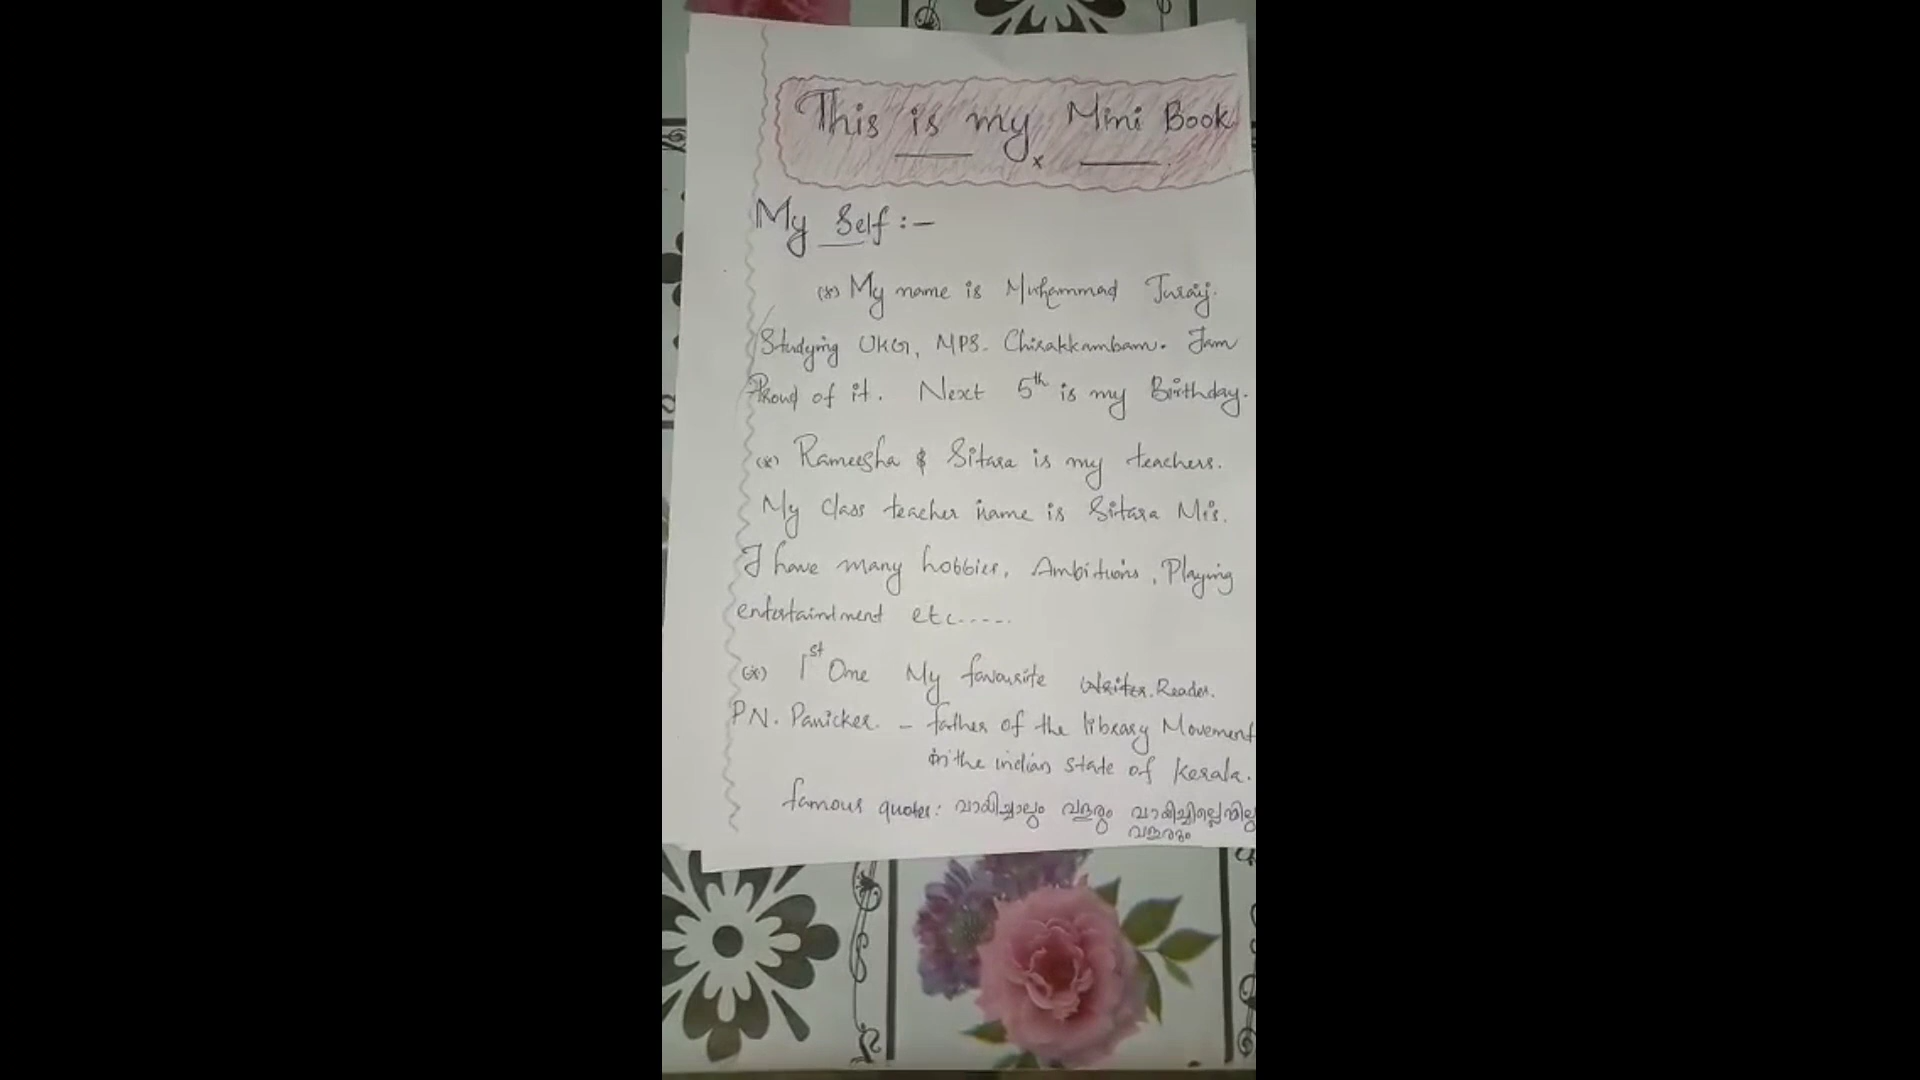 This is my Mini Book
My Self :-
(x) My name is Muhammad Juraij.
Studying UKG, MPS. Chirakkambam. I am
Proud of it. Next 5th is my Birthday.
(x) Rameesha & Sitara is my teachers.
My class teacher name is Sitara Mis.
I have many hobbies, Ambitions, Playing
entertaintment etc.....
(x) 1st One My favourite Writer. Reader.
P.N. Panicker. - father of the library Movement
in the indian state of Kerala.
famous quotes: വായിച്ചാലും വളരും വായിച്ചില്ലെങ്കിലും
വളരും